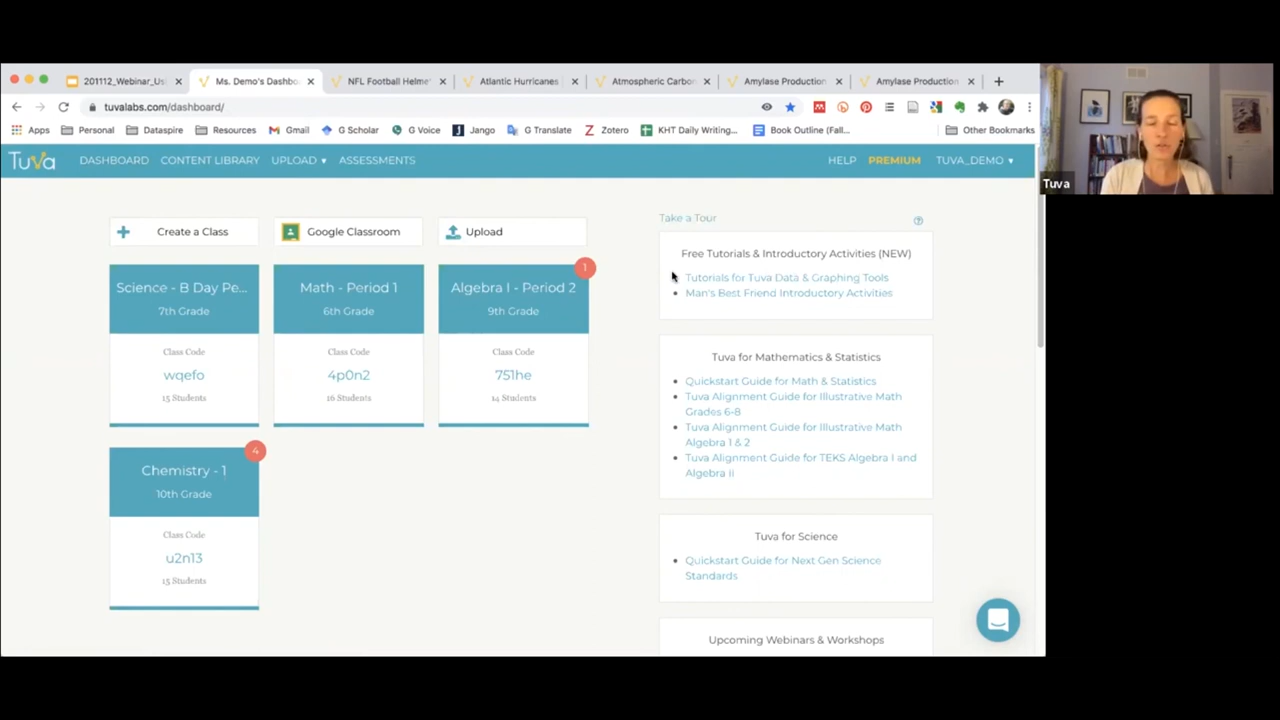 201112_Webinar_Us
Ms. Demo's Dashbo
NFL Football Helme
Atlantic Hurricanes
Atmospheric Carbon
Amylase Production
Amylase Production
tuvalabs.com/dashboard/
Apps
Personal
Dataspire
Resources
Gmail
G Scholar
G Voice
Jango
G Translate
Zotero
KHT Daily Writing...
Book Outline (Fall...
Other Bookmarks
Tuva
DASHBOARD
CONTENT LIBRARY
UPLOAD
ASSESSMENTS
HELP
PREMIUM
TUVA_DEMO
Tuva
Create a Class
Google Classroom
Upload
Science - B Day Pe...
7th Grade
Class Code
wqefo
15 Students
Math - Period 1
6th Grade
Class Code
4p0n2
16 Students
1
Algebra I - Period 2
9th Grade
Class Code
751he
14 Students
4
Chemistry - 1
10th Grade
Class Code
u2n13
15 Students
Take a Tour
Free Tutorials & Introductory Activities (NEW)
Tutorials for Tuva Data & Graphing Tools
Man's Best Friend Introductory Activities
Tuva for Mathematics & Statistics
Quickstart Guide for Math & Statistics
Tuva Alignment Guide for Illustrative Math
Grades 6-8
Tuva Alignment Guide for Illustrative Math
Algebra 1 & 2
Tuva Alignment Guide for TEKS Algebra I and
Algebra Ii
Tuva for Science
Quickstart Guide for Next Gen Science
Standards
Upcoming Webinars & Workshops